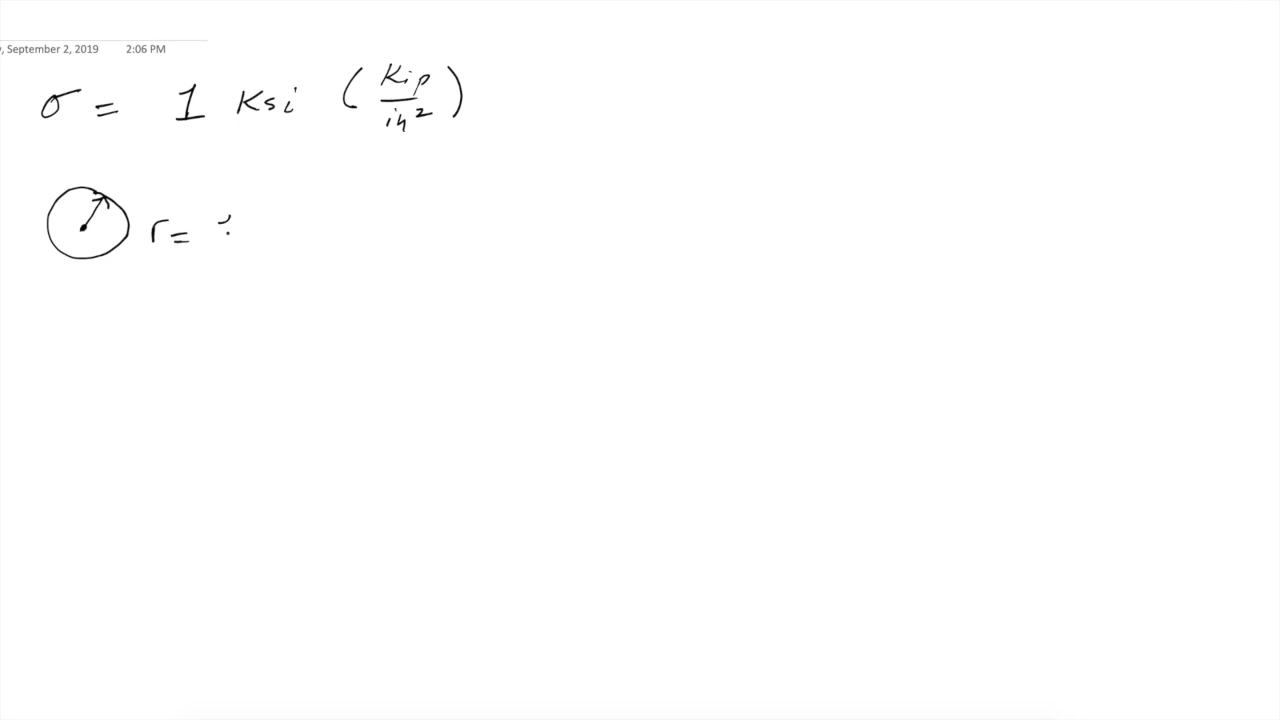 , September 2, 2019 2:06 PM
σ = 1 Ksi (Kip/in²)
r = ?